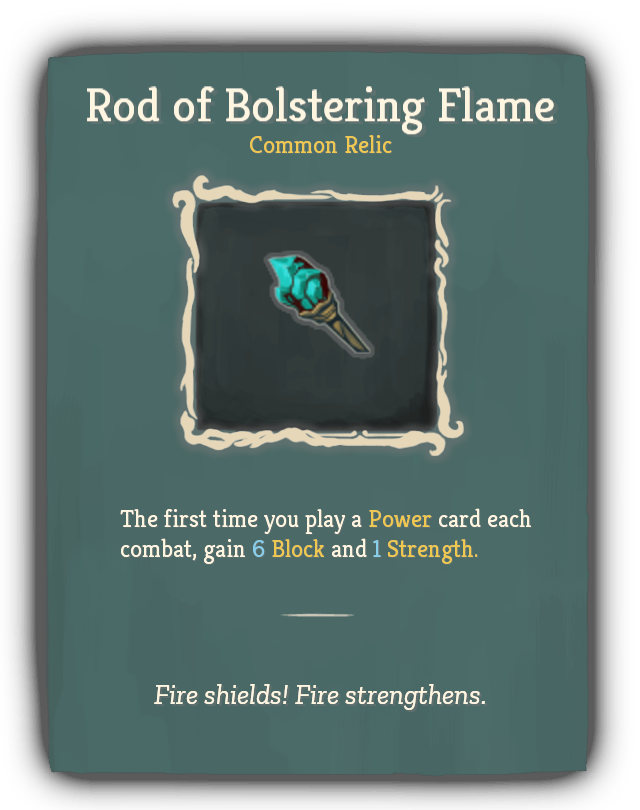 Rod of Bolstering Flame
Common Relic
The first time you play a Power card each
combat, gain 6 Block and 1 Strength.
Fire shields! Fire strengthens.